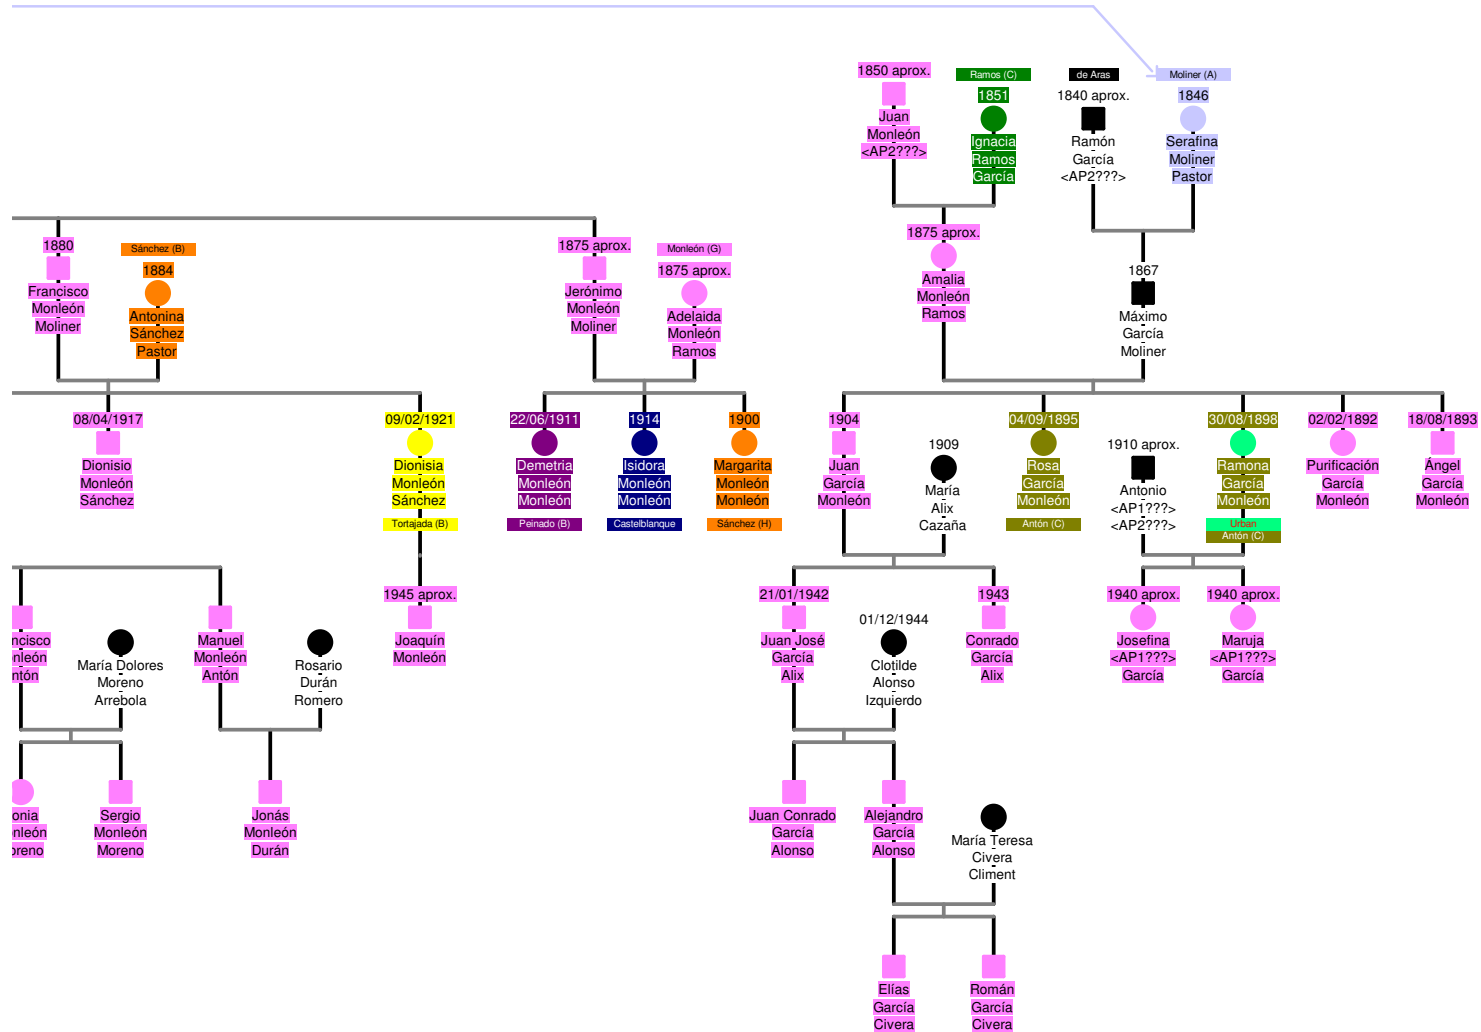 1850 aprox.
Juan
Monleón
<AP2???>
Ramos (C)
1851
Ignacia
Ramos
García
de Aras
1840 aprox.
Ramón
García
<AP2???>
Moliner (A)
1846
Serafina
Moliner
Pastor
1880
Francisco
Monleón
Moliner
Sánchez (B)
1884
Antonina
Sánchez
Pastor
1875 aprox.
Jerónimo
Monleón
Moliner
Monleón (G)
1875 aprox.
Adelaida
Monleón
Ramos
1875 aprox.
Amalia
Monleón
Ramos
1867
Máximo
García
Moliner
08/04/1917
Dionisio
Monleón
Sánchez
09/02/1921
Dionisia
Monleón
Sánchez
Tortajada (B)
22/06/1911
Demetria
Monleón
Monleón
Peinado (B)
1914
Isidora
Monleón
Monleón
Castelblanque
1900
Margarita
Monleón
Monleón
Sánchez (H)
1904
Juan
García
Monleón
1909
María
Alix
Cazaña
04/09/1895
Rosa
García
Monleón
Antón (C)
1910 aprox.
Antonio
<AP1???>
<AP2???>
30/08/1898
Ramona
García
Monleón
Urban
Antón (C)
02/02/1892
Purificación
García
Monleón
18/08/1893
Ángel
García
Monleón
ncisco
nleón
ntón
María Dolores
Moreno
Arrebola
Manuel
Monleón
Antón
Rosario
Durán
Romero
1945 aprox.
Joaquín
Monleón
21/01/1942
Juan José
García
Alix
01/12/1944
Clotilde
Alonso
Izquierdo
1943
Conrado
García
Alix
1940 aprox.
Josefina
<AP1???>
García
1940 aprox.
Maruja
<AP1???>
García
onia
nleón
oreno
Sergio
Monleón
Moreno
Jonás
Monleón
Durán
Juan Conrado
García
Alonso
Alejandro
García
Alonso
María Teresa
Civera
Climent
Elías
García
Civera
Román
García
Civera